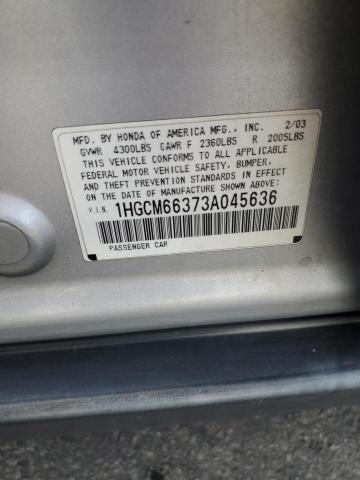 MFD. BY HONDA OF AMERICA MFG., INC. 2/03
GVWR 4300LBS GAWR F 2360LBS R 2005LBS
THIS VEHICLE CONFORMS TO ALL APPLICABLE
FEDERAL MOTOR VEHICLE SAFETY, BUMPER,
AND THEFT PREVENTION STANDARDS IN EFFECT
ON THE DATE OF MANUFACTURE SHOWN ABOVE:
V.I.N. 1HGCM66373A045636
PASSENGER CAR